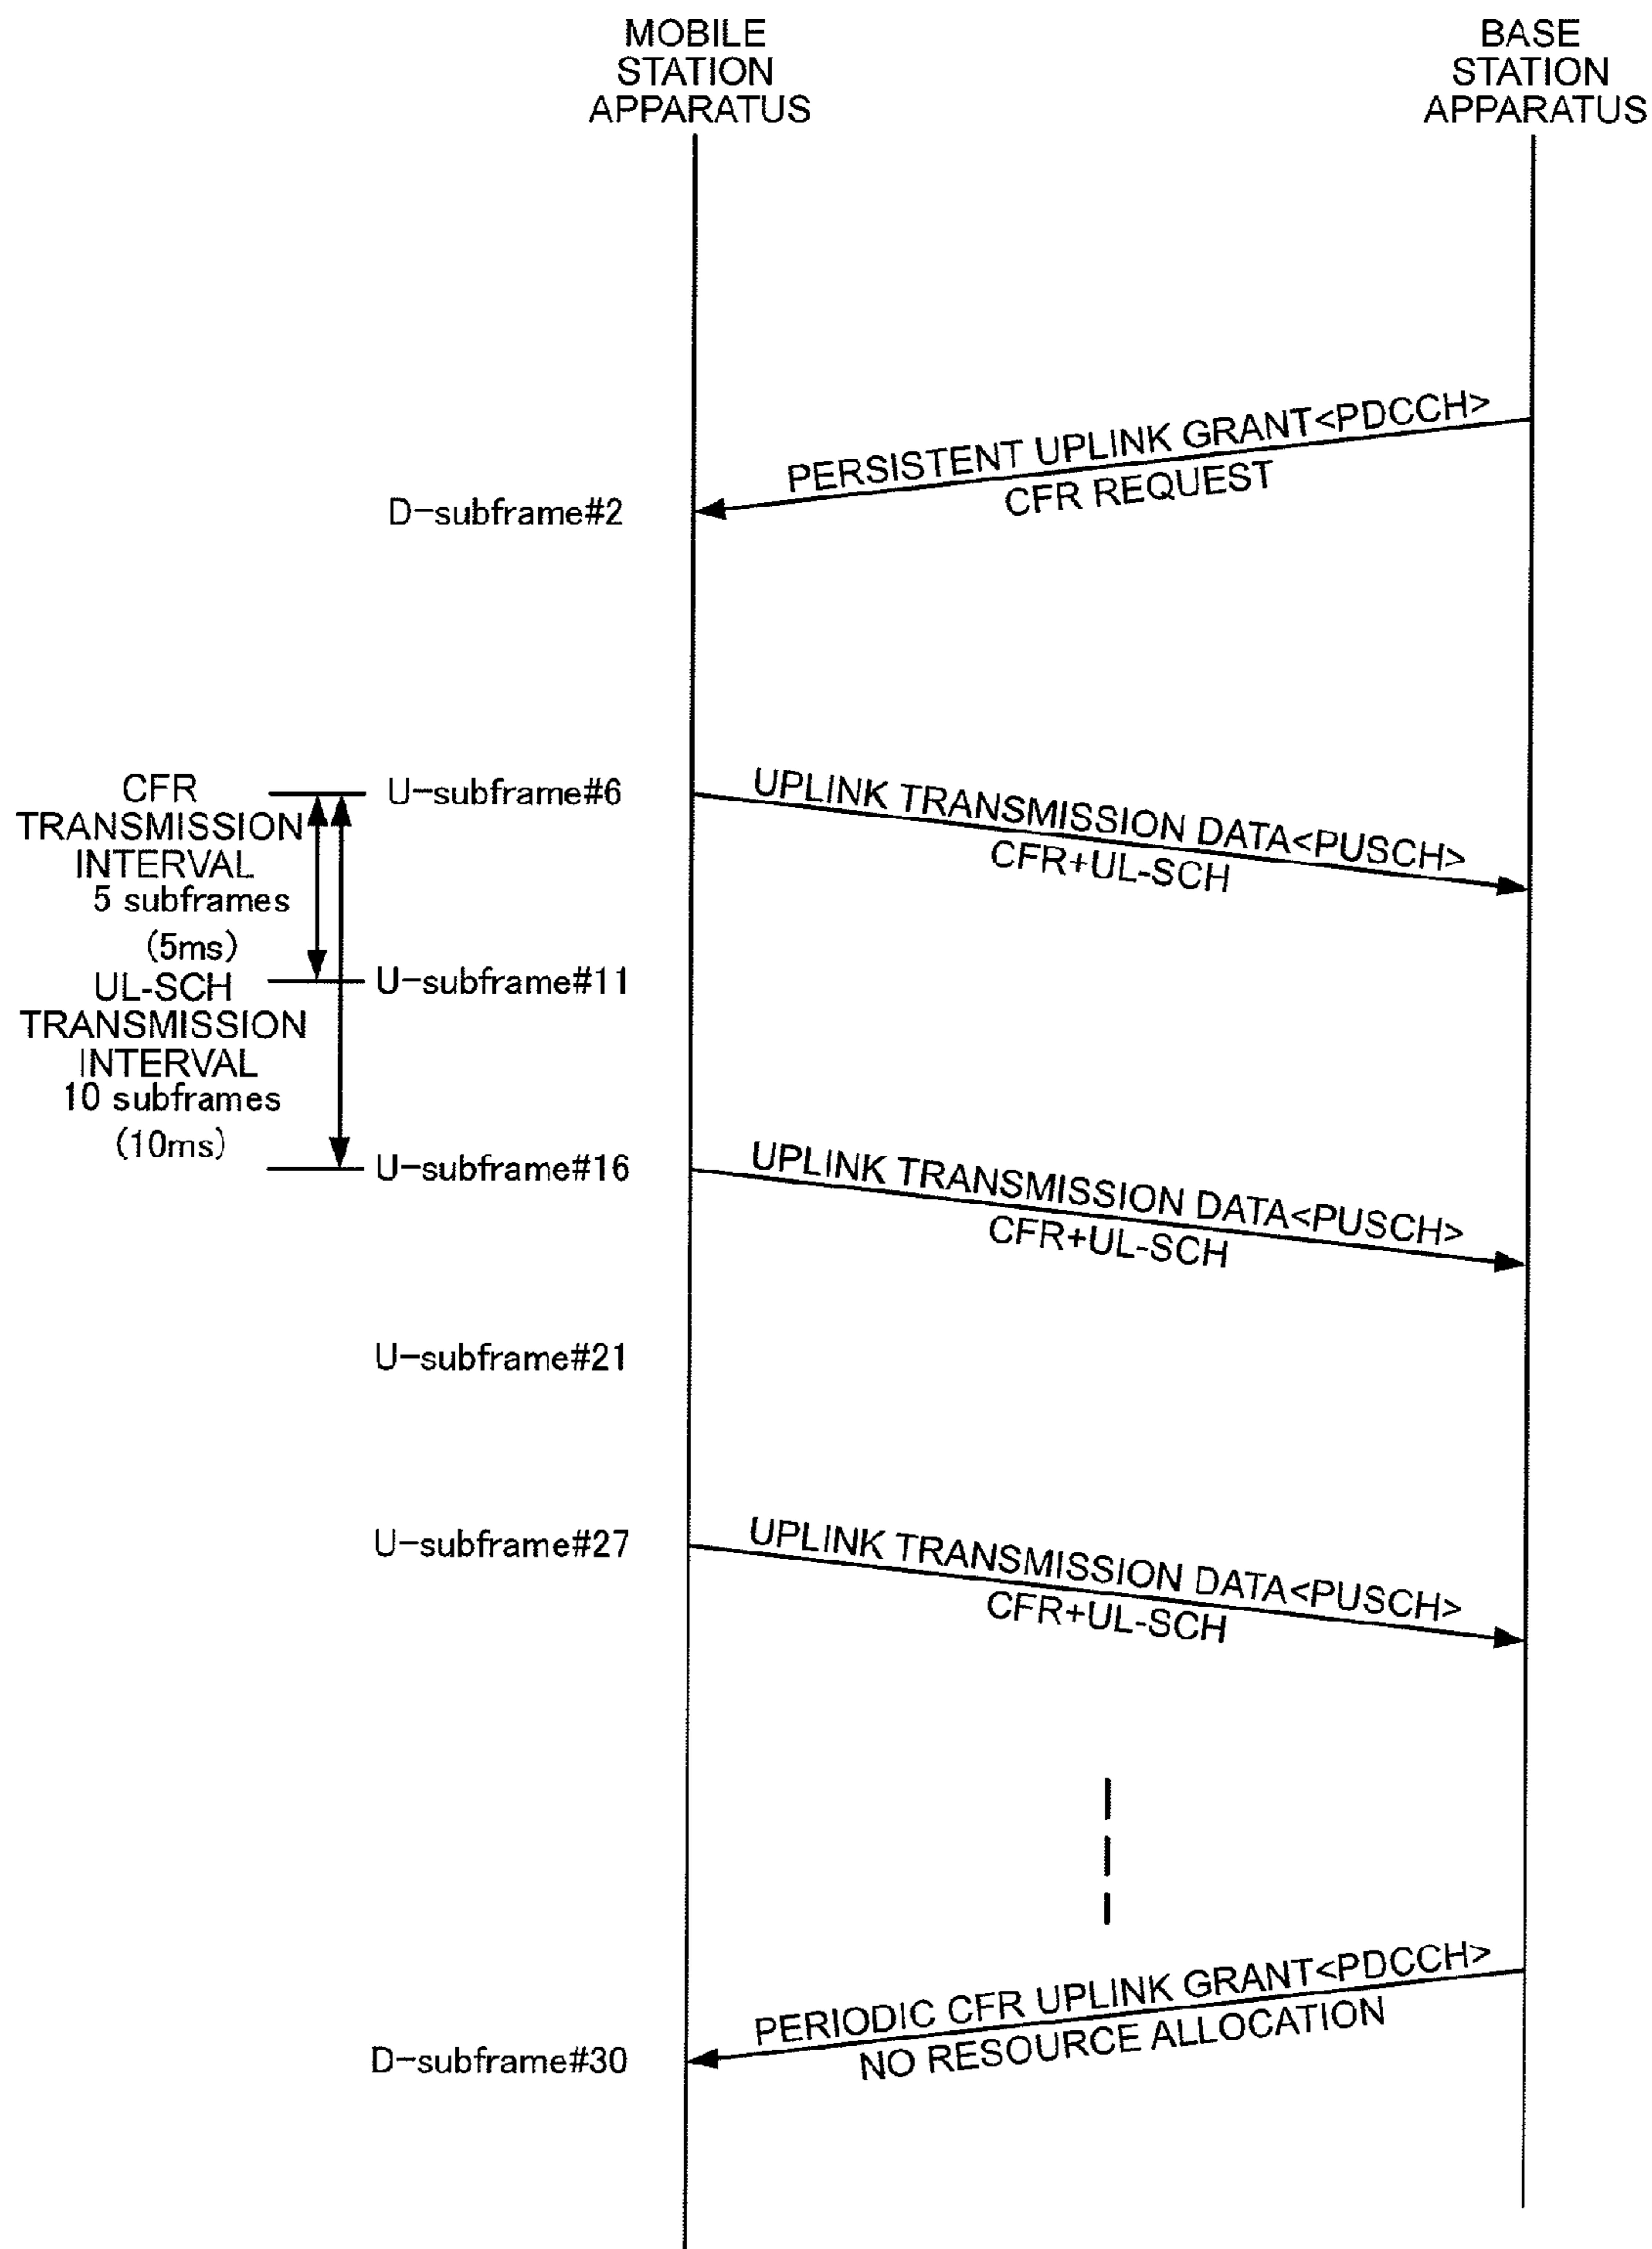 MOBILE
STATION
APPARATUS
BASE
STATION
APPARATUS
PERSISTENT UPLINK GRANT<PDCCH>
CFR REQUEST
D-subframe#2
CFR
TRANSMISSION
INTERVAL
5 subframes
(5ms)
U-subframe#6
UPLINK TRANSMISSION DATA<PUSCH>
CFR+UL-SCH
UL-SCH
TRANSMISSION
INTERVAL
10 subframes
(10ms)
U-subframe#11
U-subframe#16
UPLINK TRANSMISSION DATA<PUSCH>
CFR+UL-SCH
U-subframe#21
U-subframe#27
UPLINK TRANSMISSION DATA<PUSCH>
CFR+UL-SCH
PERIODIC CFR UPLINK GRANT<PDCCH>
NO RESOURCE ALLOCATION
D-subframe#30